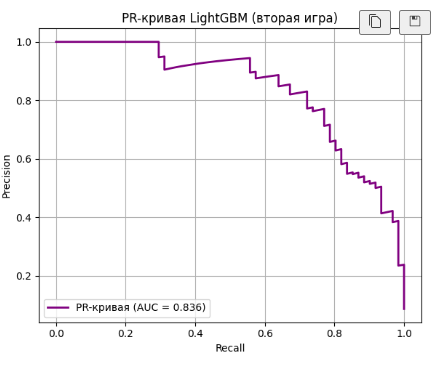 PR-кривая LightGBM (вторая игра)
1.0
0.8
0.6
0.4
0.2
Precision
PR-кривая (AUC = 0.836)
0.0 0.2 0.4 0.6 0.8 1.0
Recall